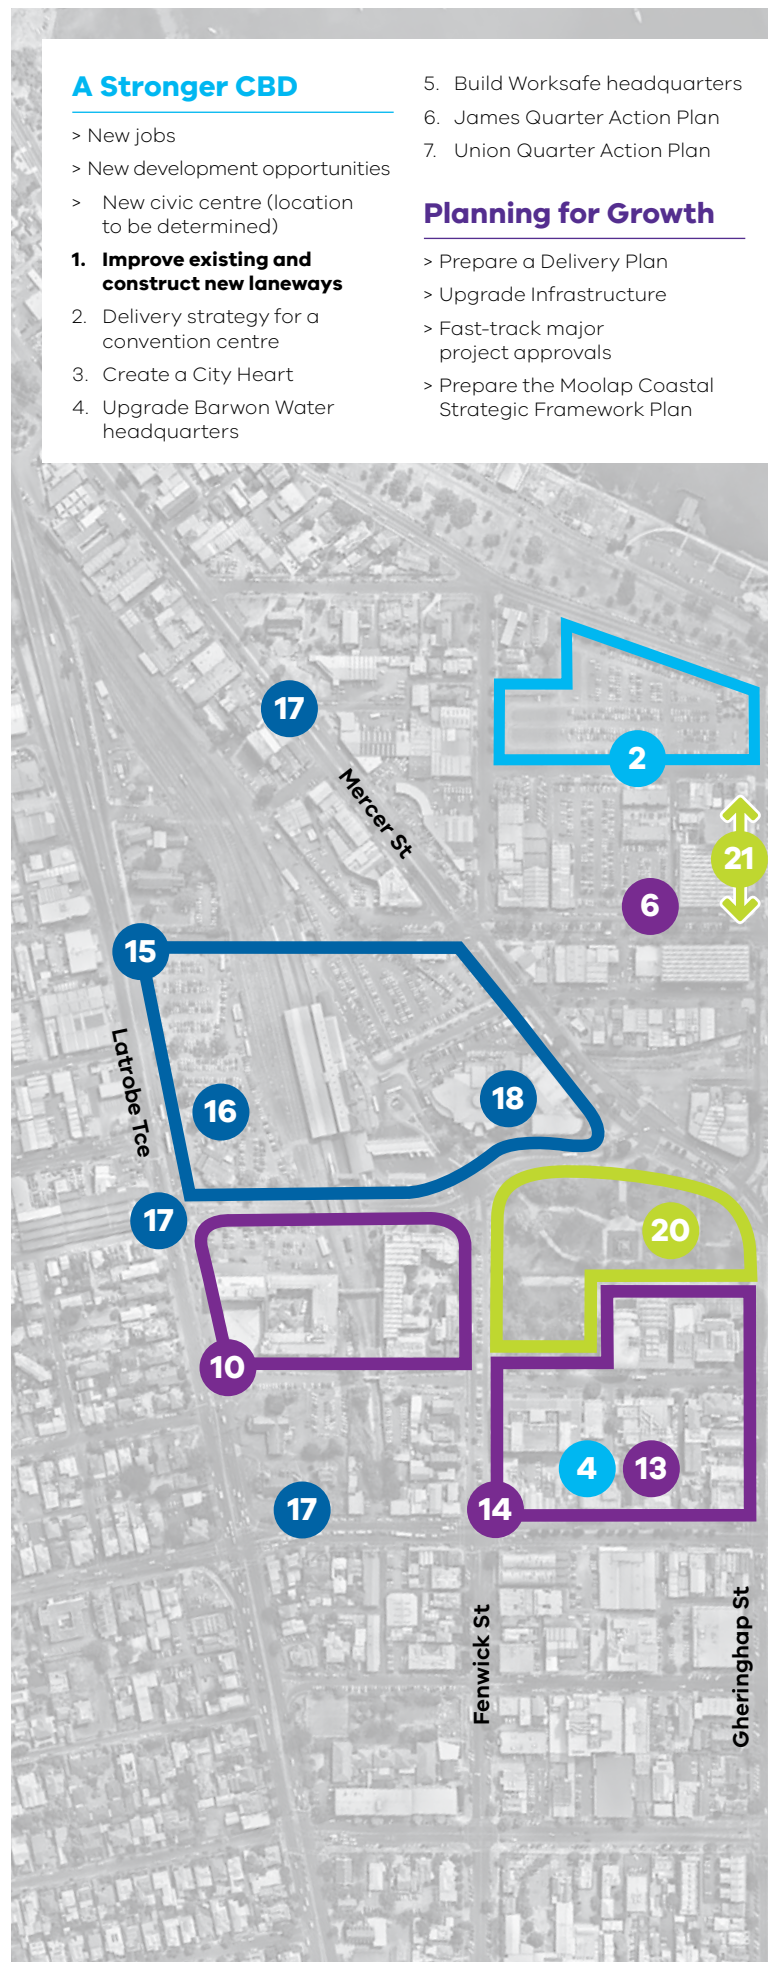 A Stronger CBD
> New jobs
> New development opportunities
> New civic centre (location
to be determined)
1. Improve existing and
construct new laneways
2. Delivery strategy for a
convention centre
3. Create a City Heart
4. Upgrade Barwon Water
headquarters
5. Build Worksafe headquarters
6. James Quarter Action Plan
7. Union Quarter Action Plan
Planning for Growth
> Prepare a Delivery Plan
> Upgrade Infrastructure
> Fast-track major
project approvals
> Prepare the Moolap Coastal
Strategic Framework Plan
17
2
Mercer St
21
6
15
Latrobe Tce
16
18
17
20
10
4
13
17
14
Fenwick St
Gheringhap St